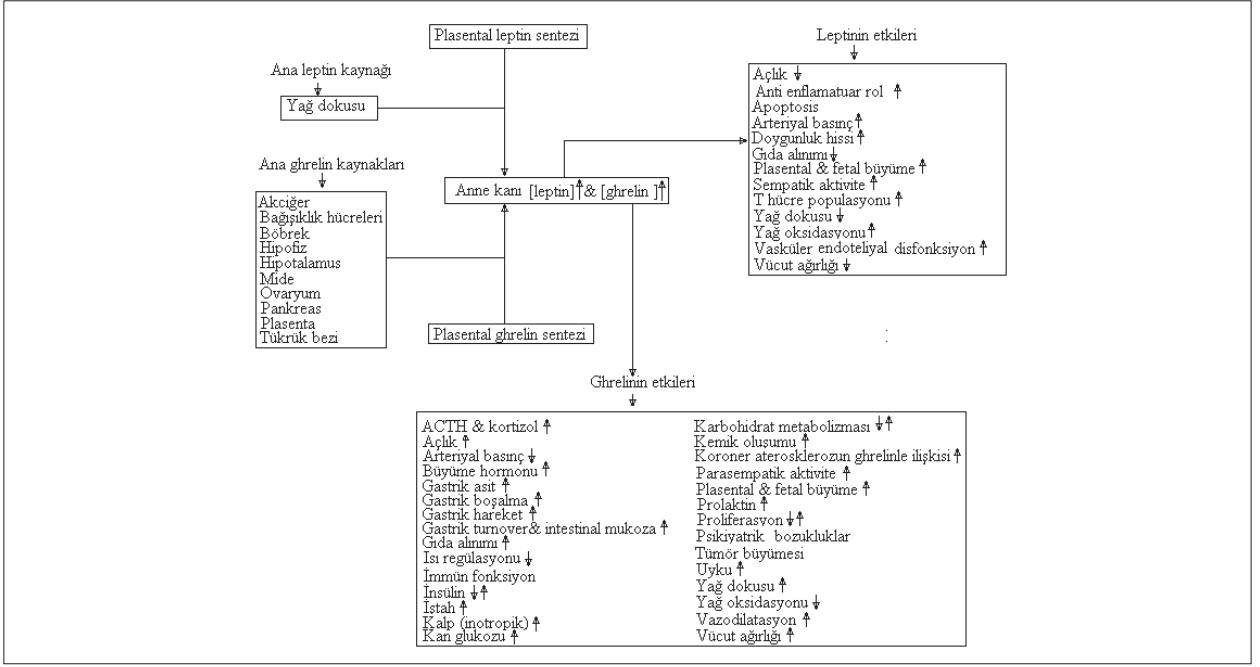 Plasental leptin sentezi
Ana leptin kaynağı
Yağ dokusu
Ana ghrelin kaynakları
Akciğer
Bağışıklık hücreleri
Böbrek
Hipofiz
Hipotalamus
Mide
Ovaryum
Pankreas
Plasenta
Tükrük bezi
Anne kanı [leptin]↑& [ghrelin ]↑
Plasental ghrelin sentezi
Leptinin etkileri
Açlık ↓
Anti enflamatuar rol ↑
Apoptosis
Arteriyal basınç↑
Doygunluk hissi↑
Gıda alınımı↓
Plasental & fetal büyüme ↑
Sempatik aktivite ↑
T hücre populasyonu ↑
Yağ dokusu ↓
Yağ oksidasyonu ↑
Vasküler endoteliyal disfonksiyon ↑
Vücut ağırlığı ↓
Ghrelinin etkileri
ACTH & kortizol ↑
Açlık ↑
Arteriyal basınç ↓
Büyüme hormonu ↑
Gastrik asit ↑
Gastrik boşalma ↑
Gastrik hareket ↑
Gastrik turnover& intestinal mukoza ↑
Gıda alınımı ↑
Isı regülasyonu ↓
İmmün fonksiyon
İnsülin ↓↑
İştah ↑
Kalp (inotropik) ↑
Kan glukozu ↑
Karbohidrat metabolizması ↓↑
Kemik oluşumu ↑
Koroner aterosklerozun ghrelinle ilişkisi ↑
Parasempatik aktivite ↑
Plasental & fetal büyüme ↑
Prolaktin ↑
Proliferasyon ↓↑
Psikiyatrik bozukluklar
Tümör büyümesi
Uyku ↑
Yağ dokusu ↑
Yağ oksidasyonu ↓
Vazodilatasyon ↑
Vücut ağırlığı ↑